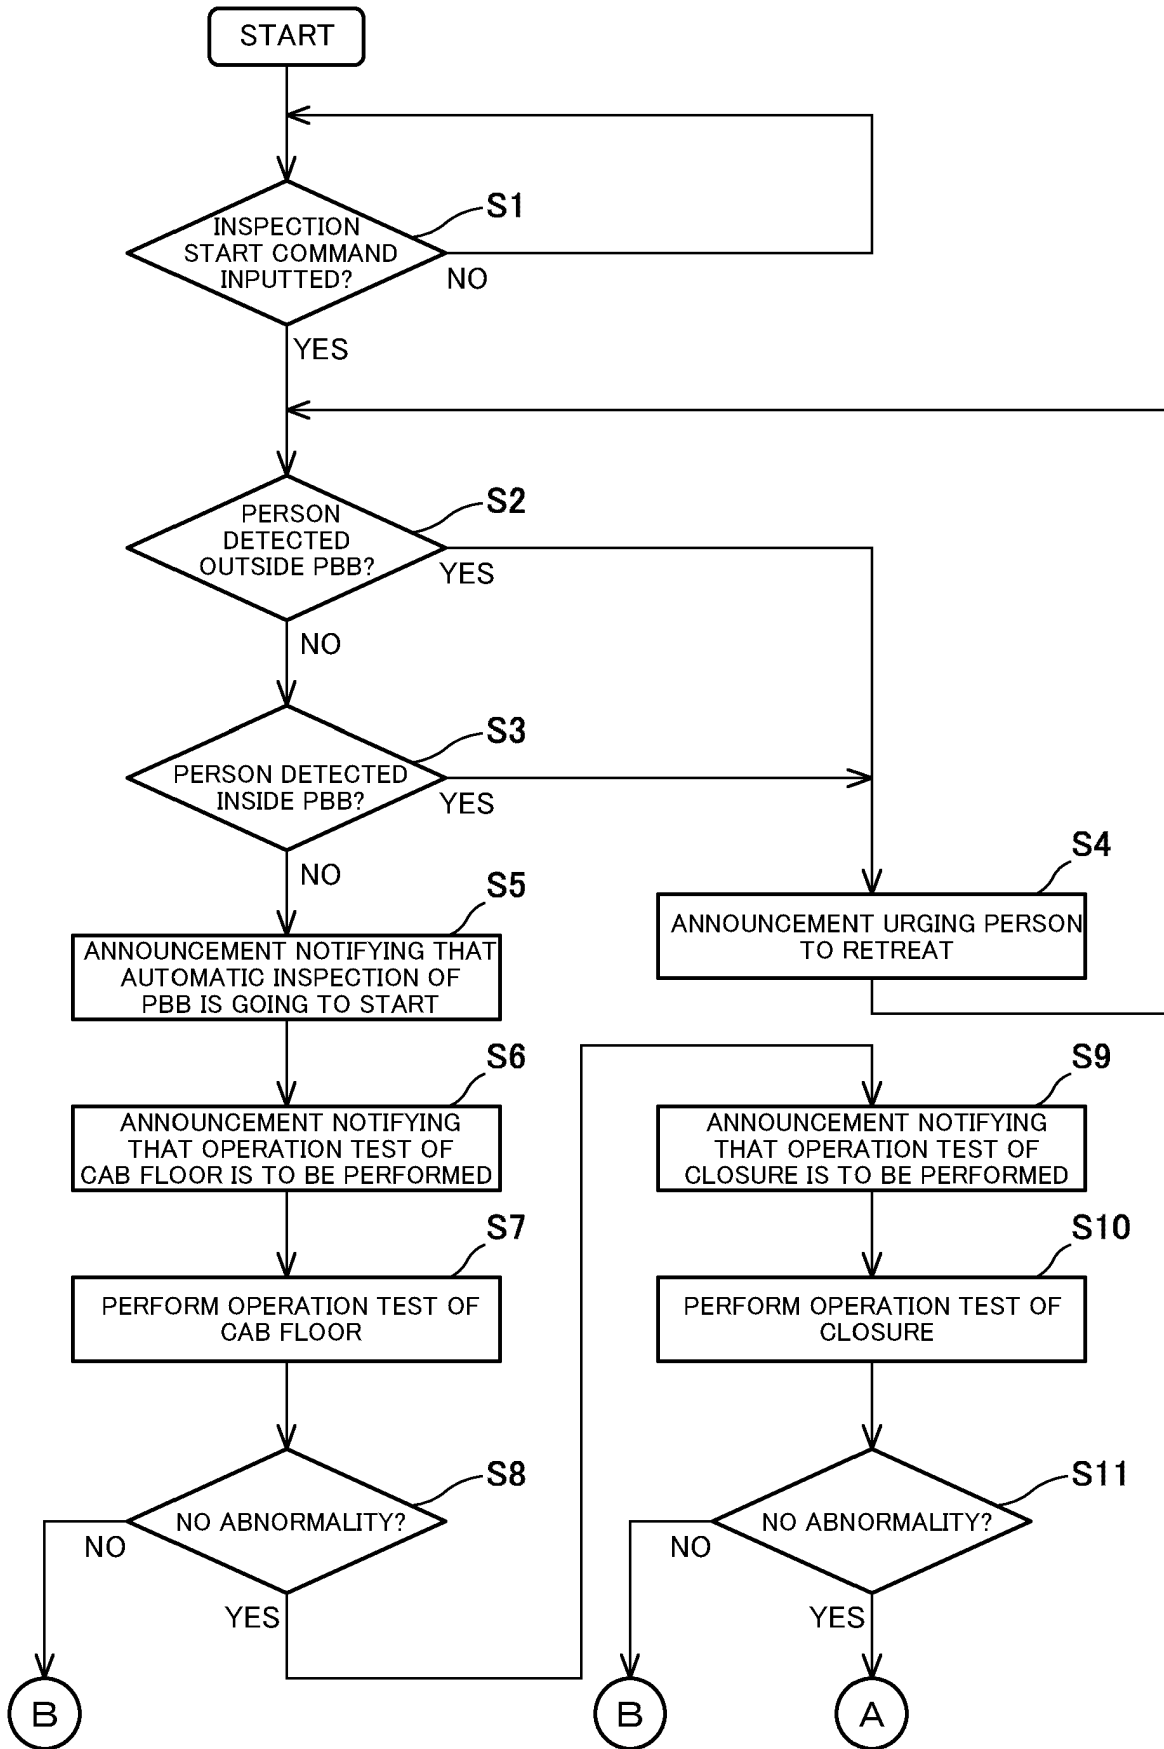 START
S1
INSPECTION
START COMMAND
INPUTTED?
NO
YES
S2
PERSON
DETECTED
OUTSIDE PBB?
YES
NO
S3
PERSON DETECTED
INSIDE PBB?
YES
NO
S4
ANNOUNCEMENT URGING PERSON
TO RETREAT
S5
ANNOUNCEMENT NOTIFYING THAT
AUTOMATIC INSPECTION OF
PBB IS GOING TO START
S6
ANNOUNCEMENT NOTIFYING
THAT OPERATION TEST OF
CAB FLOOR IS TO BE PERFORMED
S7
PERFORM OPERATION TEST OF
CAB FLOOR
S8
NO ABNORMALITY?
NO
YES
B
S9
ANNOUNCEMENT NOTIFYING
THAT OPERATION TEST OF
CLOSURE IS TO BE PERFORMED
S10
PERFORM OPERATION TEST OF
CLOSURE
S11
NO ABNORMALITY?
NO
YES
B
A